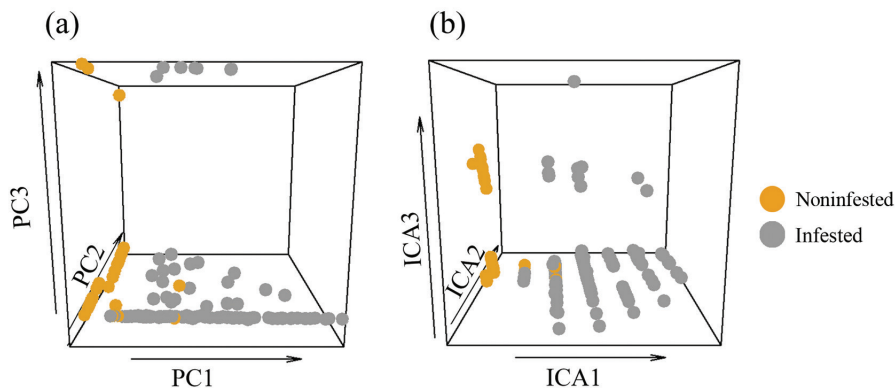 (a)
PC3
PC2
PC1
(b)
ICA3
ICA2
ICA1
Noninfested
Infested